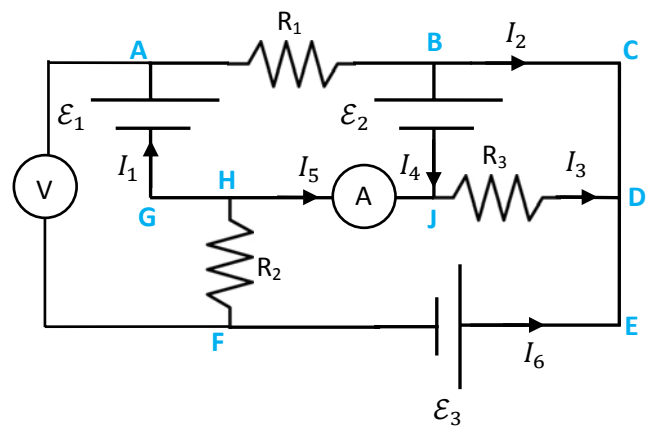 A
R₁
B
I₂
C
ℰ₁
ℰ₂
V
I₁
H
I₅
A
I₄
R₃
I₃
D
G
J
R₂
F
E
I₆
ℰ₃